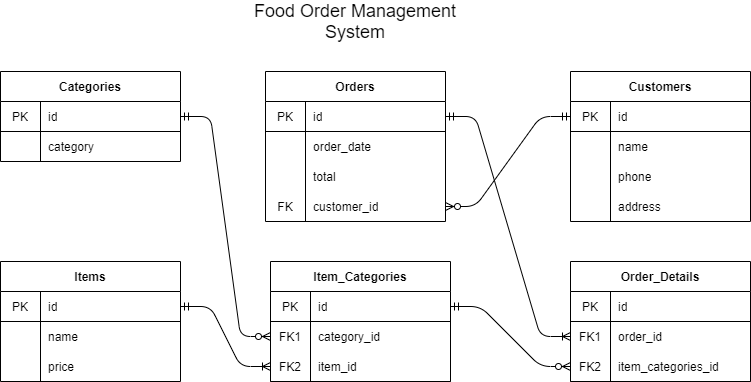 Food Order Management
System
Categories
PK id
category
Orders
PK id
order_date
total
FK customer_id
Customers
PK id
name
phone
address
Items
PK id
name
price
Item_Categories
PK id
FK1 category_id
FK2 item_id
Order_Details
PK id
FK1 order_id
FK2 item_categories_id